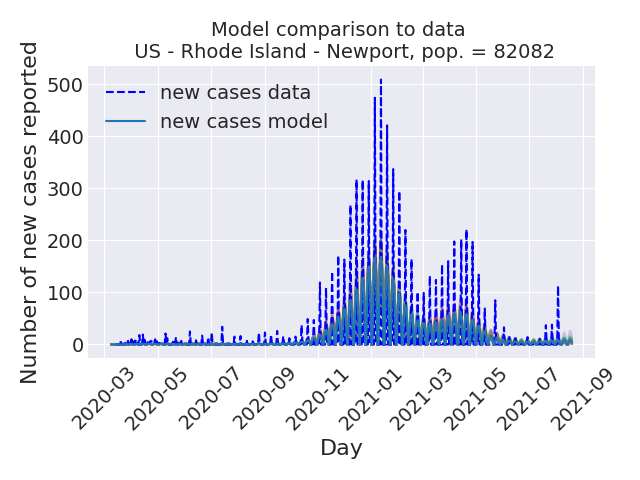 Model comparison to data
US - Rhode Island - Newport, pop. = 82082
Number of new cases reported
500
400
300
200
100
0
new cases data
new cases model
2020-03
2020-05
2020-07
2020-09
2020-11
2021-01
2021-03
2021-05
2021-07
2021-09
Day